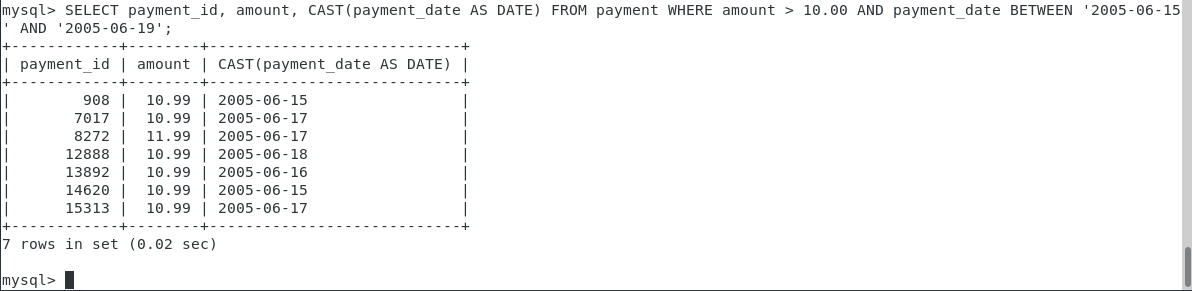 mysql> SELECT payment_id, amount, CAST(payment_date AS DATE) FROM payment WHERE amount > 10.00 AND payment_date BETWEEN '2005-06-15
' AND '2005-06-19';
+------------+--------+----------------------------+
| payment_id | amount | CAST(payment_date AS DATE) |
+------------+--------+----------------------------+
|        908 |  10.99 | 2005-06-15                 |
|       7017 |  10.99 | 2005-06-17                 |
|       8272 |  11.99 | 2005-06-17                 |
|      12888 |  10.99 | 2005-06-18                 |
|      13892 |  10.99 | 2005-06-16                 |
|      14620 |  10.99 | 2005-06-15                 |
|      15313 |  10.99 | 2005-06-17                 |
+------------+--------+----------------------------+
7 rows in set (0.02 sec)
mysql>